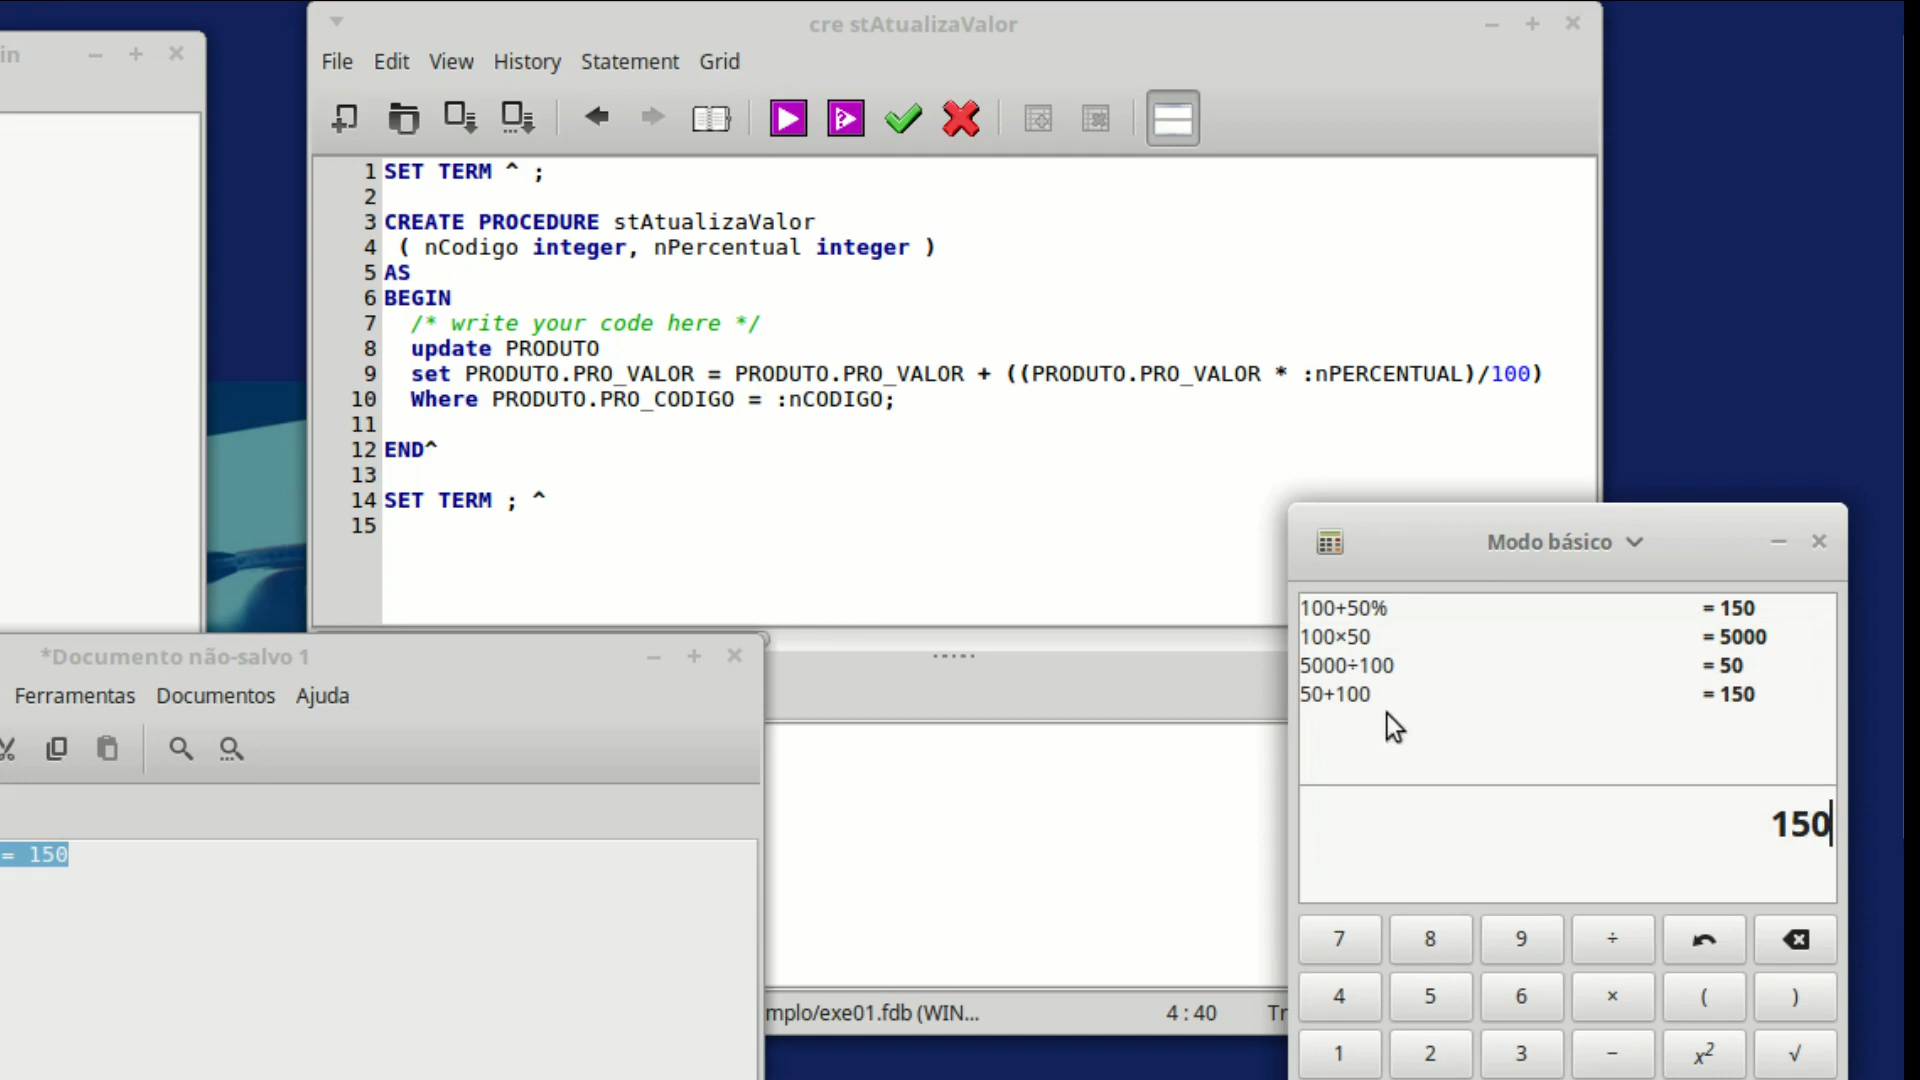 in
cre stAtualizaValor
File Edit View History Statement Grid
1 SET TERM ^ ;
2
3 CREATE PROCEDURE stAtualizaValor
4 ( nCodigo integer, nPercentual integer )
5 AS
6 BEGIN
7 /* write your code here */
8 update PRODUTO
9 set PRODUTO.PRO_VALOR = PRODUTO.PRO_VALOR + ((PRODUTO.PRO_VALOR * :nPERCENTUAL)/100)
10 Where PRODUTO.PRO_CODIGO = :nCODIGO;
11
12 END^
13
14 SET TERM ; ^
15
*Documento não-salvo 1
Ferramentas Documentos Ajuda
= 150
mplo/exe01.fdb (WIN... 4 : 40 Tr
Modo básico
100+50% = 150
100×50 = 5000
5000÷100 = 50
50+100 = 150
150
7 8 9 ÷
4 5 6 × ( )
1 2 3 − x² √